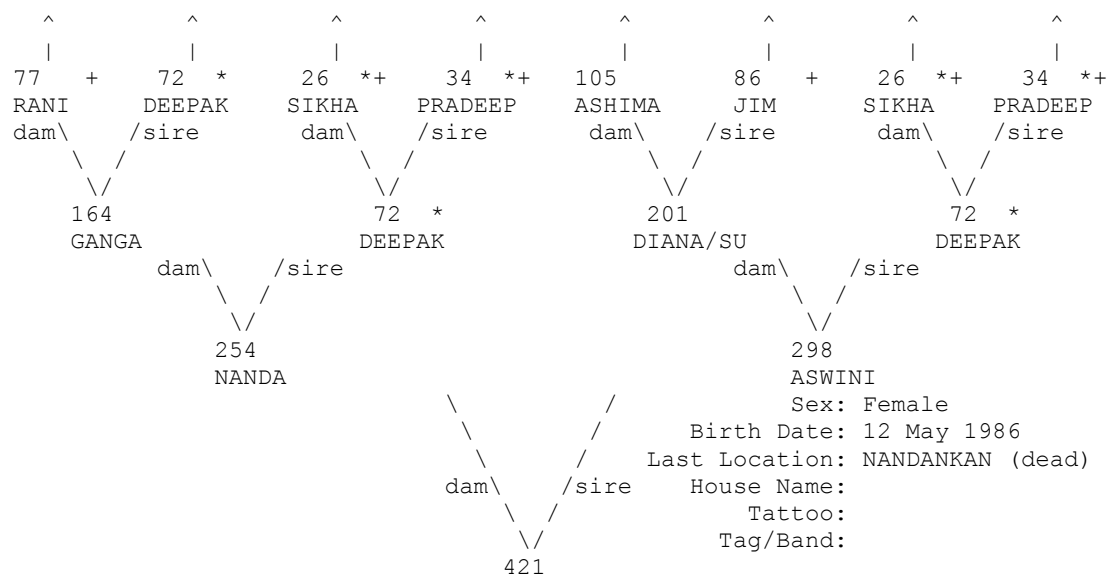 ^ ^ ^ ^ ^ ^ ^ ^
| | | | | | | |
77 + 72 * 26 *+ 34 *+ 105 86 + 26 *+ 34 *+
RANI DEEPAK SIKHA PRADEEP ASHIMA JIM SIKHA PRADEEP
dam\ /sire dam\ /sire dam\ /sire dam\ /sire
\ / \ / \ / \ /
\/ \/ \/ \/
164 72 * 201 72 *
GANGA DEEPAK DIANA/SU DEEPAK
dam\ /sire dam\ /sire
\ / \ /
\/ \/
254 298
NANDA ASWINI
\ / Sex: Female
\ / Birth Date: 12 May 1986
\ / Last Location: NANDANKAN (dead)
dam\ /sire House Name:
\ / Tattoo:
\/ Tag/Band:
421